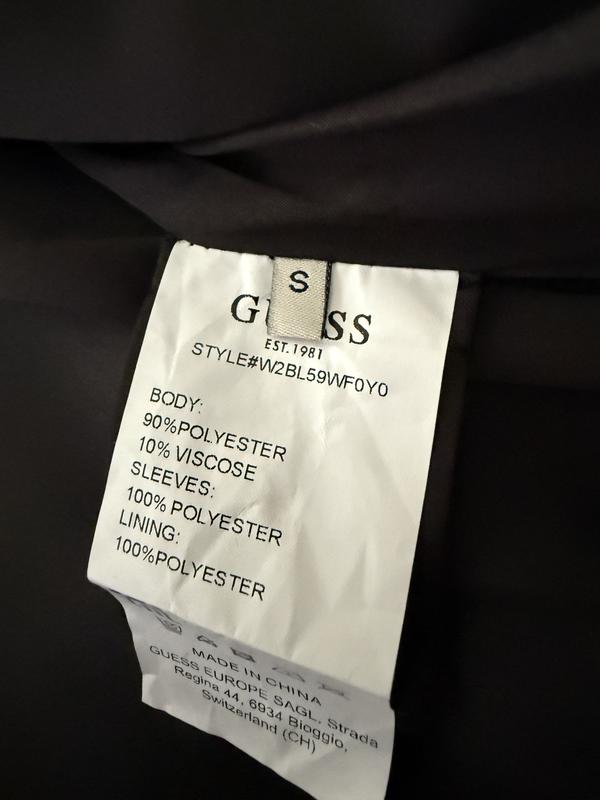 S
GUESS
EST.1981
STYLE#W2BL59WF0Y0
BODY:
90%POLYESTER
10% VISCOSE
SLEEVES:
100% POLYESTER
LINING:
100%POLYESTER
MADE IN CHINA
GUESS EUROPE SAGL, Strada
Regina 44, 6934 Bioggio,
Switzerland (CH)